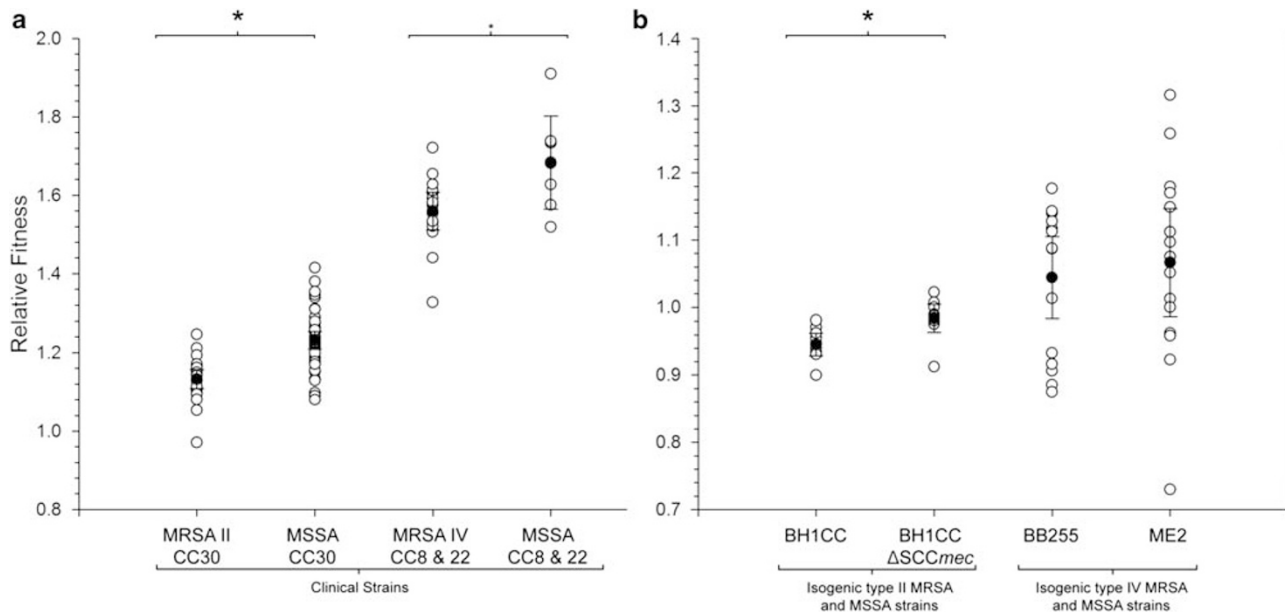 a
*
*
2.0
1.8
1.6
1.4
1.2
1.0
0.8
Relative Fitness
MRSA II
CC30
MSSA
CC30
MRSA IV
CC8 & 22
MSSA
CC8 & 22
Clinical Strains
b
*
1.4
1.3
1.2
1.1
1.0
0.9
0.8
0.7
BH1CC
BH1CC
ΔSCCmec
BB255
ME2
Isogenic type II MRSA
and MSSA strains
Isogenic type IV MRSA
and MSSA strains